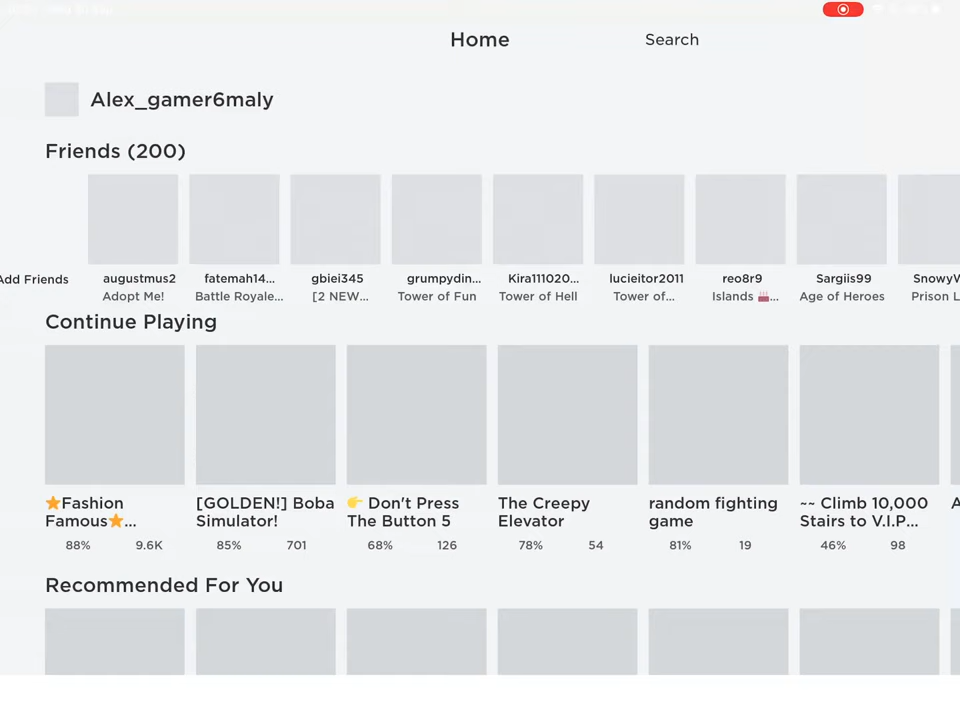 Home Search
Alex_gamer6maly
Friends (200)
Add Friends augustmus2 fatemah14... gbiei345 grumpydin... Kira111020... lucieitor2011 reo8r9 Sargiis99 SnowyW
Adopt Me! Battle Royale... [2 NEW... Tower of Fun Tower of Hell Tower of... Islands 🎂... Age of Heroes Prison L
Continue Playing
⭐Fashion [GOLDEN!] Boba 👉 Don't Press The Creepy random fighting ~~ Climb 10,000 A
Famous⭐... Simulator! The Button 5 Elevator game Stairs to V.I.P...
88% 9.6K 85% 701 68% 126 78% 54 81% 19 46% 98
Recommended For You